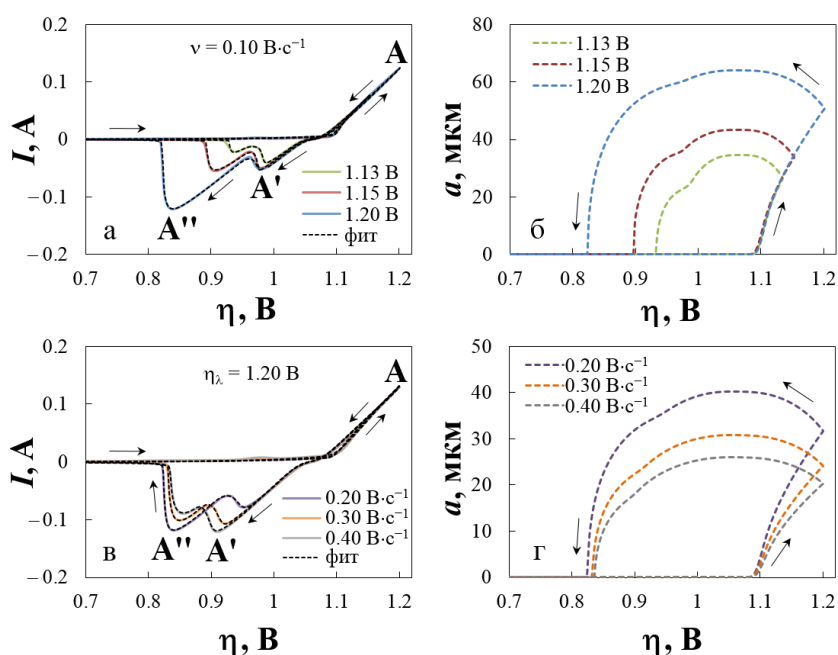 0.2
0.1
0
−0.1
−0.2
I, А
ν = 0.10 В·с⁻¹
A
A'
A''
1.13 В
1.15 В
1.20 В
фит
а
0.7 0.8 0.9 1 1.1 1.2
η, В
80
60
40
20
0
a, мкм
1.13 В
1.15 В
1.20 В
б
0.7 0.8 0.9 1 1.1 1.2
η, В
0.2
0.1
0
−0.1
−0.2
I, А
η_λ = 1.20 В
A
A''
A'
0.20 В·с⁻¹
0.30 В·с⁻¹
0.40 В·с⁻¹
фит
в
0.7 0.8 0.9 1 1.1 1.2
η, В
50
40
30
20
10
0
a, мкм
0.20 В·с⁻¹
0.30 В·с⁻¹
0.40 В·с⁻¹
г
0.7 0.8 0.9 1 1.1 1.2
η, В